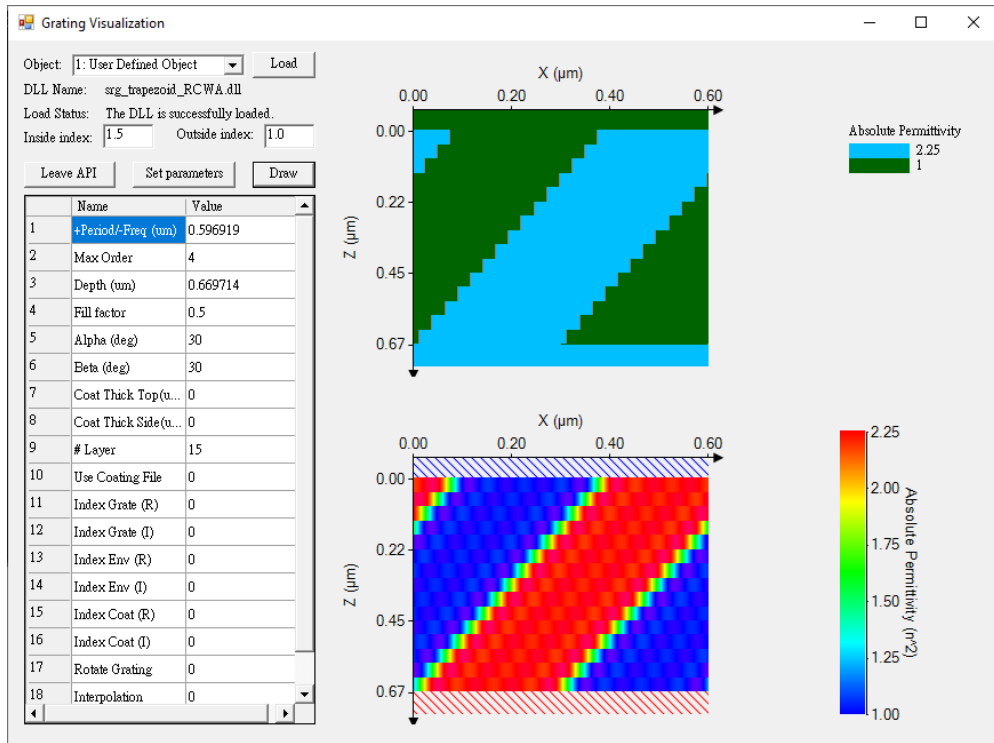 Grating Visualization
Object: 1: User Defined Object Load
DLL Name: srg_trapezoid_RCWA.dll
Load Status: The DLL is successfully loaded.
Inside index: 1.5 Outside index: 1.0
Leave API Set parameters Draw
Name Value
1 +Period/-Freq (um) 0.596919
2 Max Order 4
3 Depth (um) 0.669714
4 Fill factor 0.5
5 Alpha (deg) 30
6 Beta (deg) 30
7 Coat Thick Top(u... 0
8 Coat Thick Side(u... 0
9 # Layer 15
10 Use Coating File 0
11 Index Grate (R) 0
12 Index Grate (I) 0
13 Index Env (R) 0
14 Index Env (I) 0
15 Index Coat (R) 0
16 Index Coat (I) 0
17 Rotate Grating 0
18 Interpolation 0
X (µm)
0.00 0.20 0.40 0.60
0.00
0.22
0.45
0.67
Z (µm)
Absolute Permittivity
2.25
1
X (µm)
0.00 0.20 0.40 0.60
0.00
0.22
0.45
0.67
Z (µm)
2.25
2.00
1.75
1.50
1.25
1.00
Absolute Permittivity (n^2)